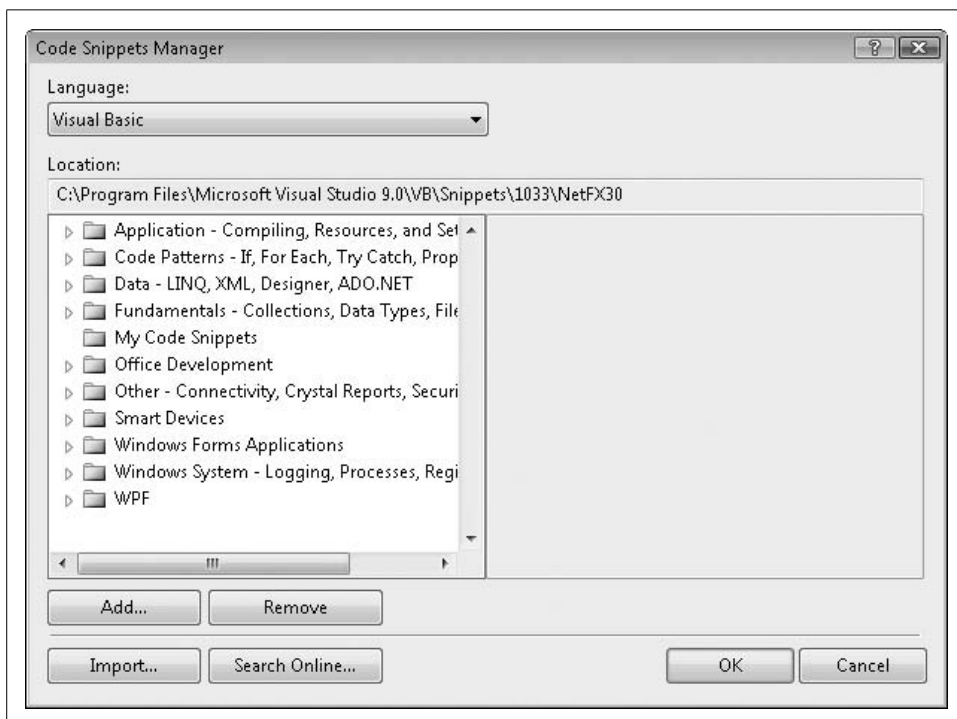 Code Snippets Manager
Language:
Visual Basic
Location:
C:\Program Files\Microsoft Visual Studio 9.0\VB\Snippets\1033\NetFX30
Application - Compiling, Resources, and Set
Code Patterns - If, For Each, Try Catch, Prop
Data - LINQ, XML, Designer, ADO.NET
Fundamentals - Collections, Data Types, File
My Code Snippets
Office Development
Other - Connectivity, Crystal Reports, Securi
Smart Devices
Windows Forms Applications
Windows System - Logging, Processes, Regi
WPF
Add... Remove
Import... Search Online... OK Cancel